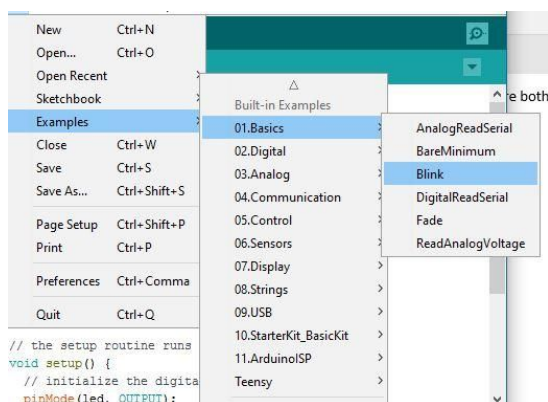 New Ctrl+N
Open... Ctrl+O
Open Recent
Sketchbook
Examples
Close Ctrl+W
Save Ctrl+S
Save As... Ctrl+Shift+S
Page Setup Ctrl+Shift+P
Print Ctrl+P
Preferences Ctrl+Comma
Quit Ctrl+Q
Built-in Examples
01.Basics
02.Digital
03.Analog
04.Communication
05.Control
06.Sensors
07.Display
08.Strings
09.USB
10.StarterKit_BasicKit
11.ArduinoISP
Teensy
AnalogReadSerial
BareMinimum
Blink
DigitalReadSerial
Fade
ReadAnalogVoltage
re both
// the setup routine runs
void setup() {
// initialize the digita
pinMode(led, OUTPUT);